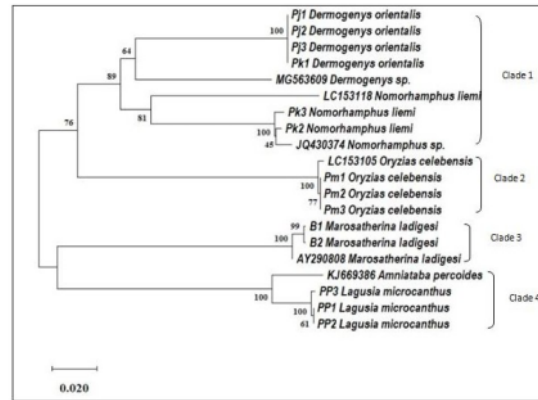 Pj1 Dermogenys orientalis
Pj2 Dermogenys orientalis
Pj3 Dermogenys orientalis
Pk1 Dermogenys orientalis
MG563609 Dermogenys sp.
LC153118 Nomorhamphus liemi
Pk3 Nomorhamphus liemi
Pk2 Nomorhamphus liemi
JQ430374 Nomorhamphus sp.
Clade 1
LC153105 Oryzias celebensis
Pm1 Oryzias celebensis
Pm2 Oryzias celebensis
Pm3 Oryzias celebensis
Clade 2
B1 Marosatherina ladigesi
B2 Marosatherina ladigesi
AY290808 Marosatherina ladigesi
Clade 3
KJ669386 Amniataba percoides
PP3 Lagusia microcanthus
PP1 Lagusia microcanthus
PP2 Lagusia microcanthus
Clade 4
100
64
89
81
100
45
76
100
77
99
100
100
100
61
0.020